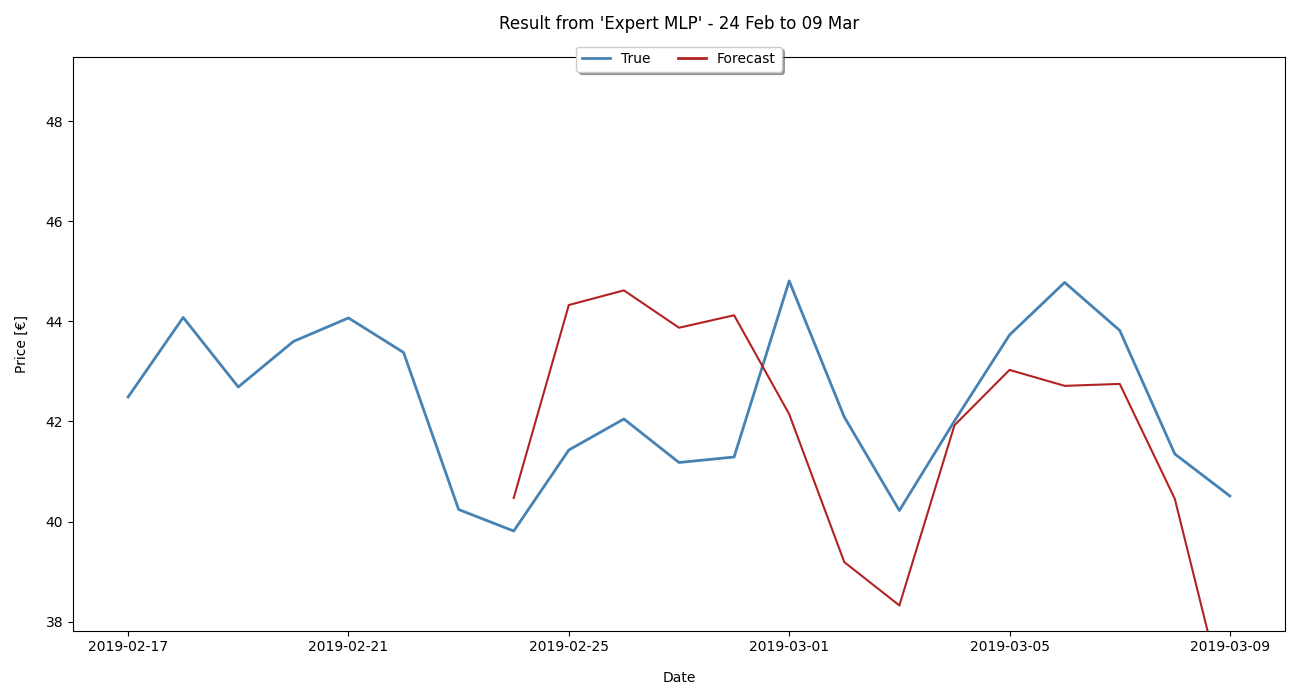 Result from 'Expert MLP' - 24 Feb to 09 Mar
True Forecast
48
46
44
42
40
38
Price [€]
2019-02-17 2019-02-21 2019-02-25 2019-03-01 2019-03-05 2019-03-09
Date